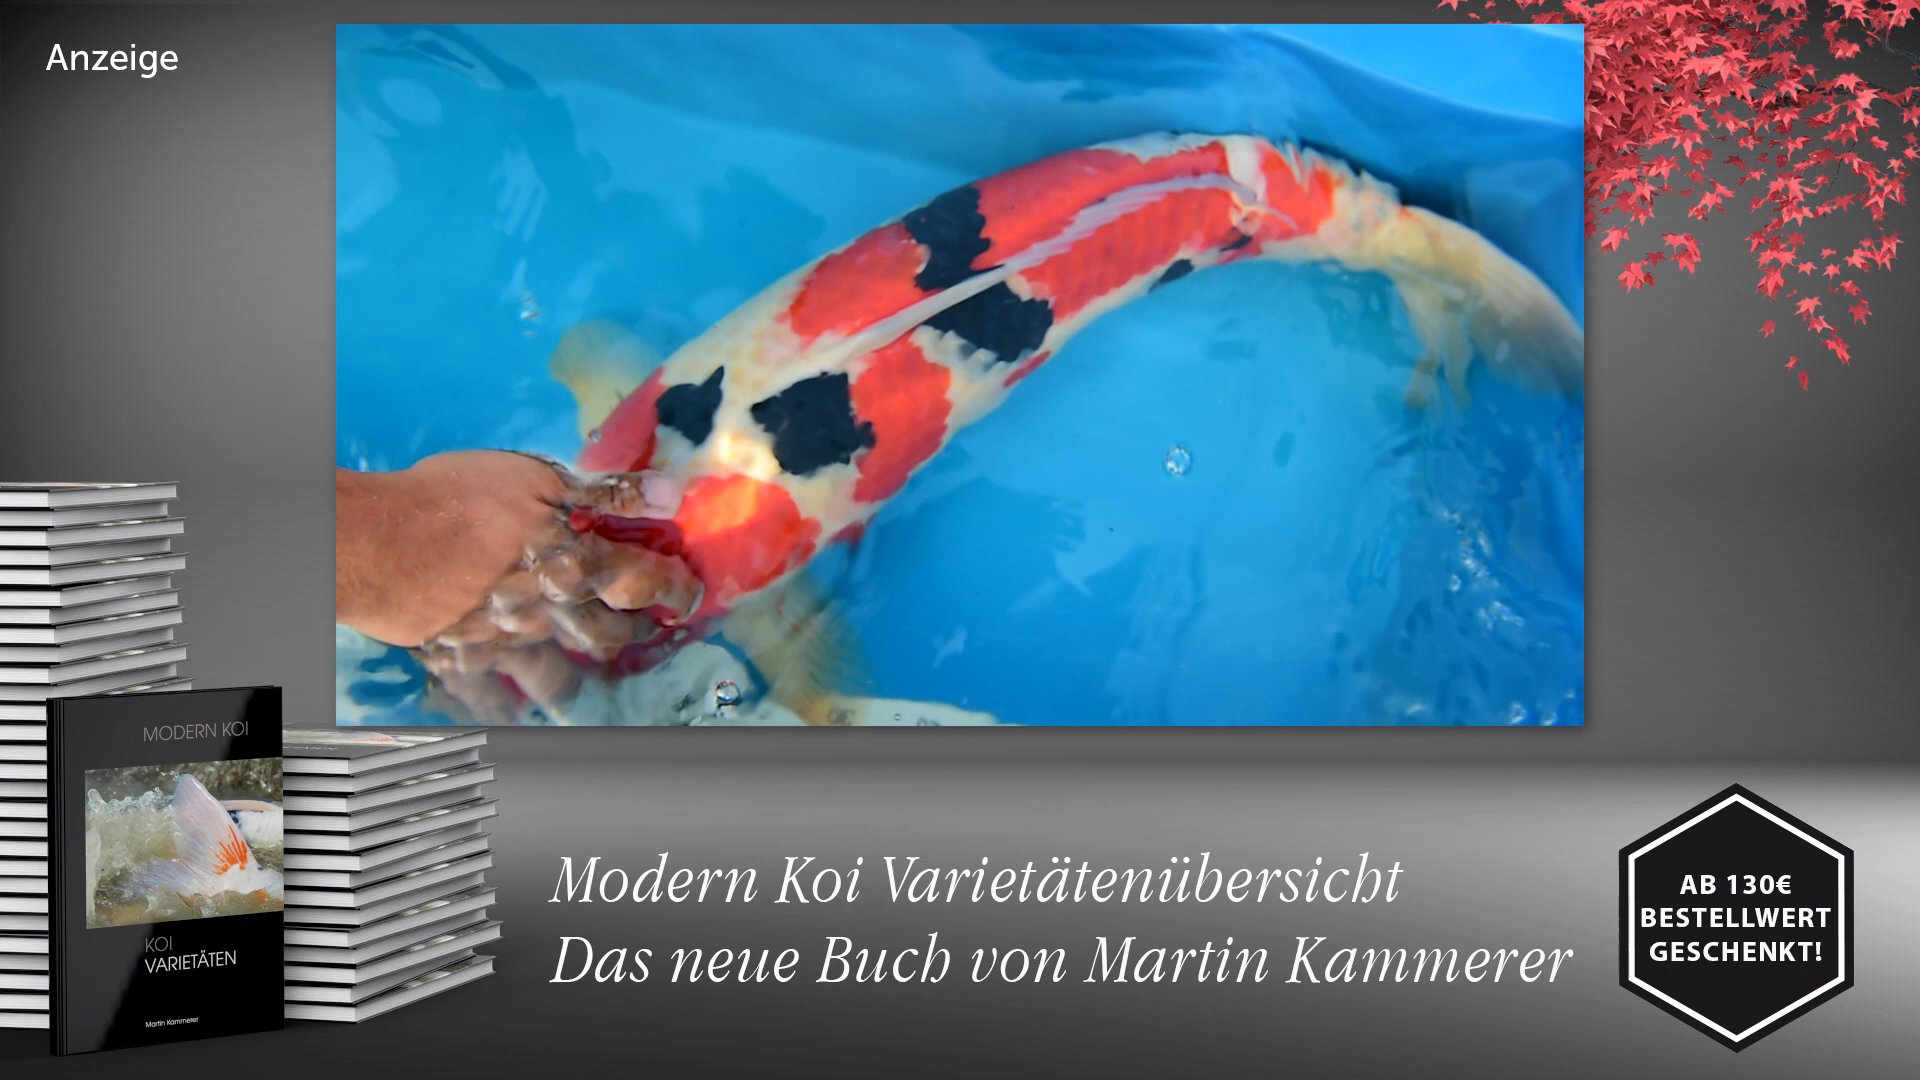 Anzeige
MODERN KOI
KOI
VARIETÄTEN
Martin Kammerer
Modern Koi Varietätenübersicht
Das neue Buch von Martin Kammerer
AB 130€
BESTELLWERT
GESCHENKT!